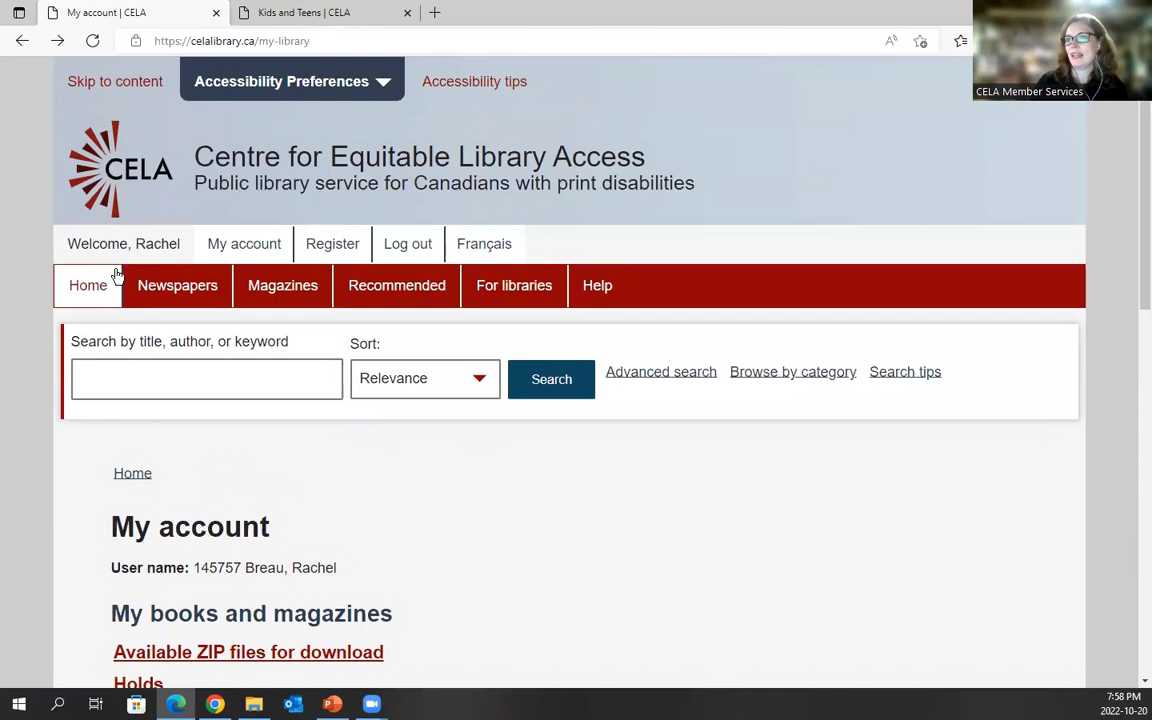 My account | CELA
Kids and Teens | CELA
https://celalibrary.ca/my-library
CELA Member Services
Skip to content
Accessibility Preferences
Accessibility tips
CELA
Centre for Equitable Library Access
Public library service for Canadians with print disabilities
Welcome, Rachel
My account
Register
Log out
Français
Home
Newspapers
Magazines
Recommended
For libraries
Help
Search by title, author, or keyword
Sort:
Relevance
Search
Advanced search
Browse by category
Search tips
Home
My account
User name: 145757 Breau, Rachel
My books and magazines
Available ZIP files for download
Holds
7:58 PM
2022-10-20